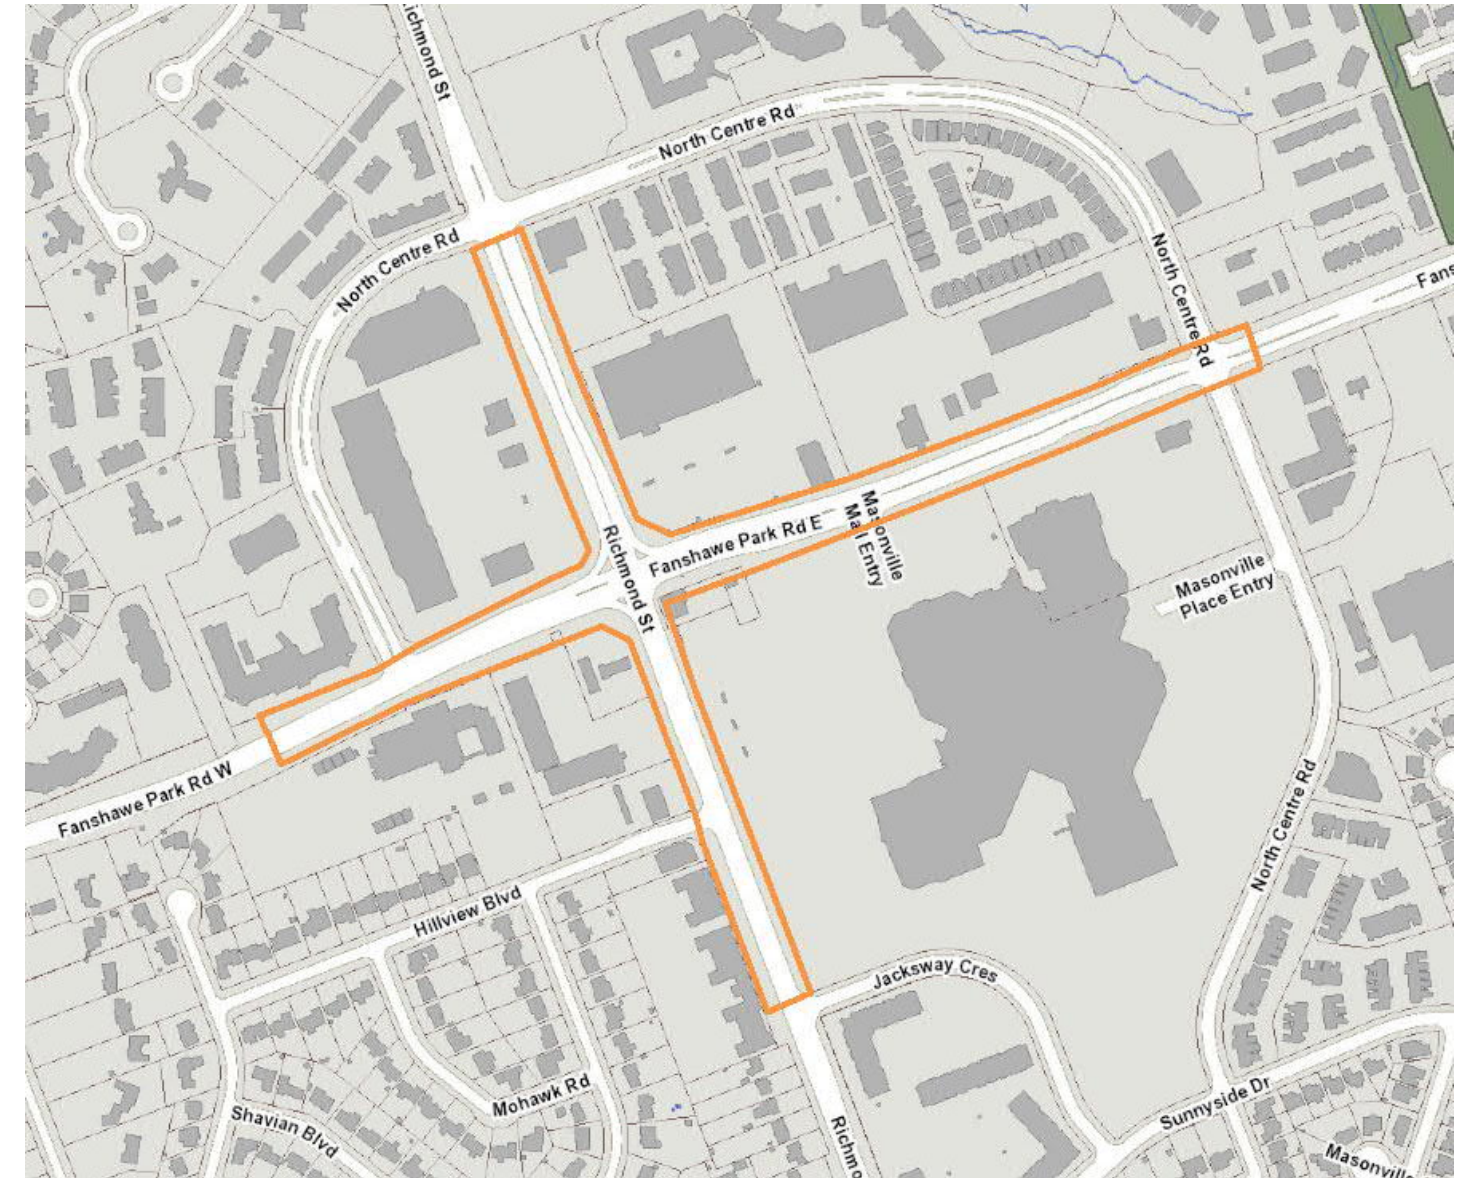 ichmond St
North Centre Rd
North Centre Rd
North Centre Rd
Fans
Richmond St
Fanshawe Park Rd E
Masonville
Mall Entry
Masonville
Place Entry
Fanshawe Park Rd W
North Centre Rd
Hillview Blvd
Jacksway Cres
Mohawk Rd
Shavian Blvd
Sunnyside Dr
Richmo
Masonville